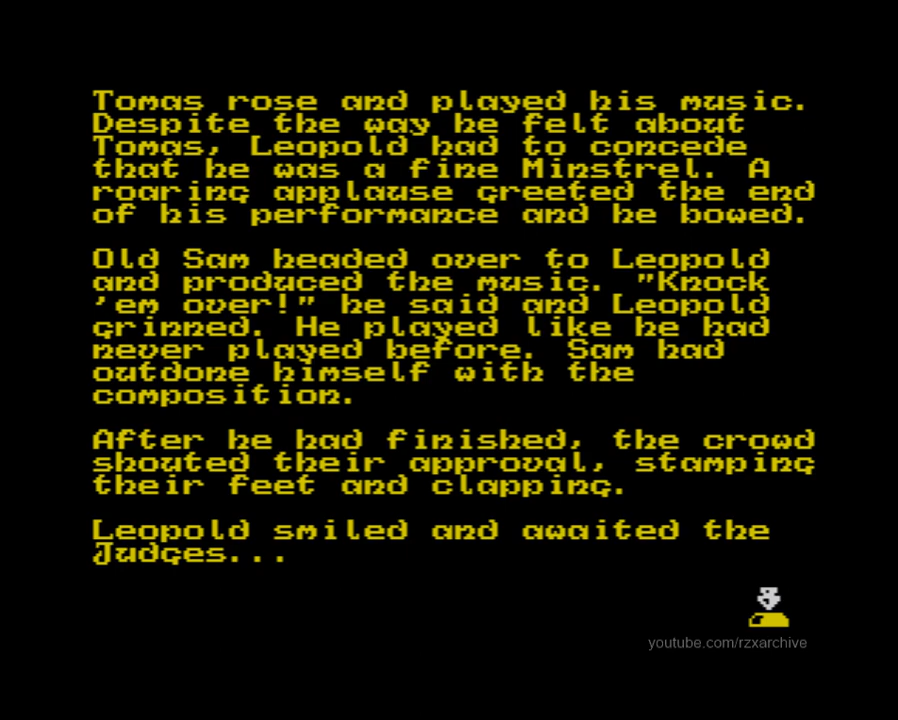 Tomas rose and played his music.
Despite the way he felt about
Tomas, Leopold had to concede
that he was a fine Minstrel. A
roaring applause greeted the end
of his performance and he bowed.
Old Sam headed over to Leopold
and produced the music. "Knock
'em over!" he said and Leopold
grinned. He played like he had
never played before. Sam had
outdone himself with the
composition.
After he had finished, the crowd
shouted their approval, stamping
their feet and clapping.
Leopold smiled and awaited the
Judges...
youtube.com/rzxarchive